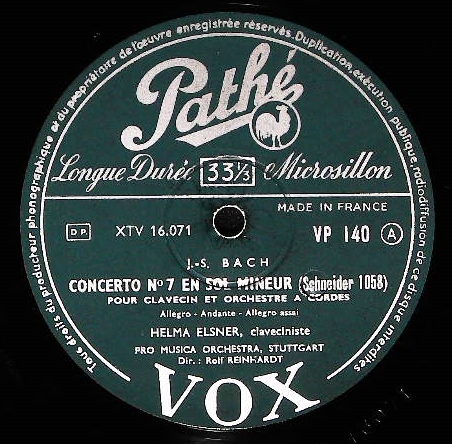 Tous droits du producteur phonographique et du propriétaire de l'œuvre enregistrée réservés. Duplication, exécution publique, radiodiffusion de ce disque interdites
Pathé
Longue Durée 33⅓ Microsillon
MADE IN FRANCE
DP XTV 16.071 VP 140 A
J.-S. BACH
CONCERTO Nº 7 EN SOL MINEUR (Schneider 1058)
POUR CLAVECIN ET ORCHESTRE A CORDES
Allegro - Andante - Allegro assai
HELMA ELSNER, claveciniste
PRO MUSICA ORCHESTRA, STUTTGART
Dir. : Rolf REINHARDT
VOX